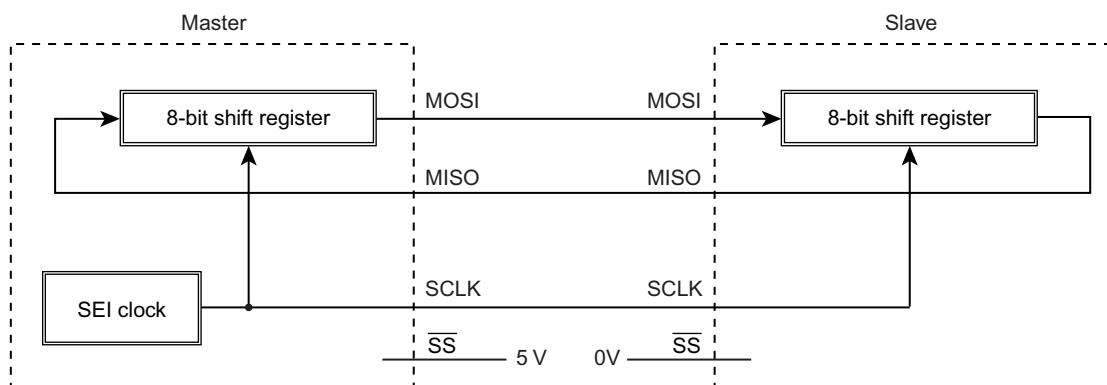 Master
Slave
MOSI
MOSI
8-bit shift register
8-bit shift register
MISO
MISO
SCLK
SCLK
SEI clock
SS
5 V
0V
SS